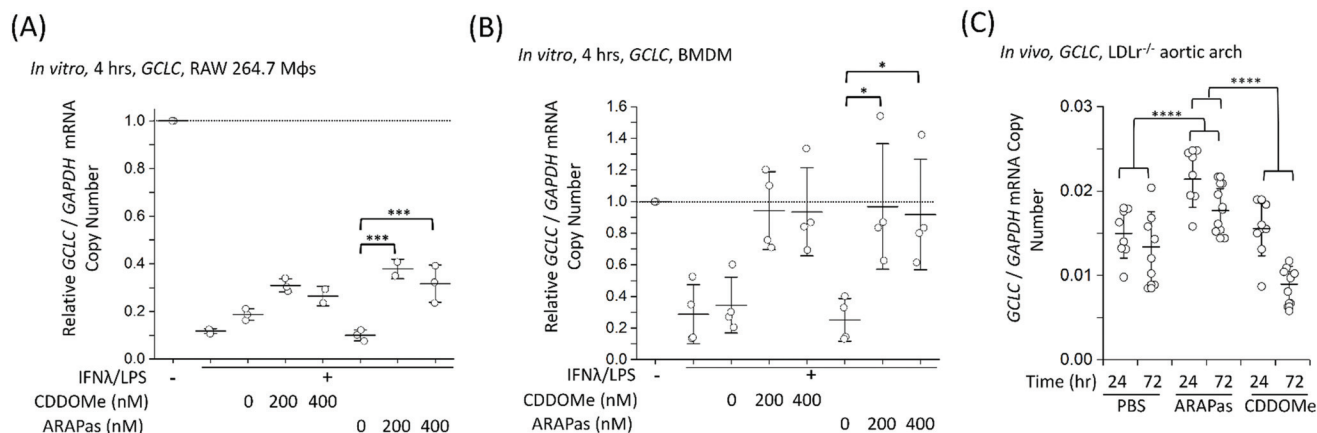 (A)
In vitro, 4 hrs, GCLC, RAW 264.7 Mɸs
Relative GCLC / GAPDH mRNA
Copy Number
1.0
0.8
0.6
0.4
0.2
0.0
***
***
IFNλ/LPS - +
CDDOMe (nM) 0 200 400
ARAPas (nM) 0 200 400
(B)
In vitro, 4 hrs, GCLC, BMDM
Relative GCLC / GAPDH mRNA
Copy Number
1.6
1.4
1.2
1.0
0.8
0.6
0.4
0.2
0.0
*
*
IFNλ/LPS - +
CDDOMe (nM) 0 200 400
ARAPas (nM) 0 200 400
(C)
In vivo, GCLC, LDLr-/- aortic arch
GCLC / GAPDH mRNA Copy
Number
0.03
0.02
0.01
0.00
****
****
Time (hr) 24 72 24 72 24 72
PBS ARAPas CDDOMe